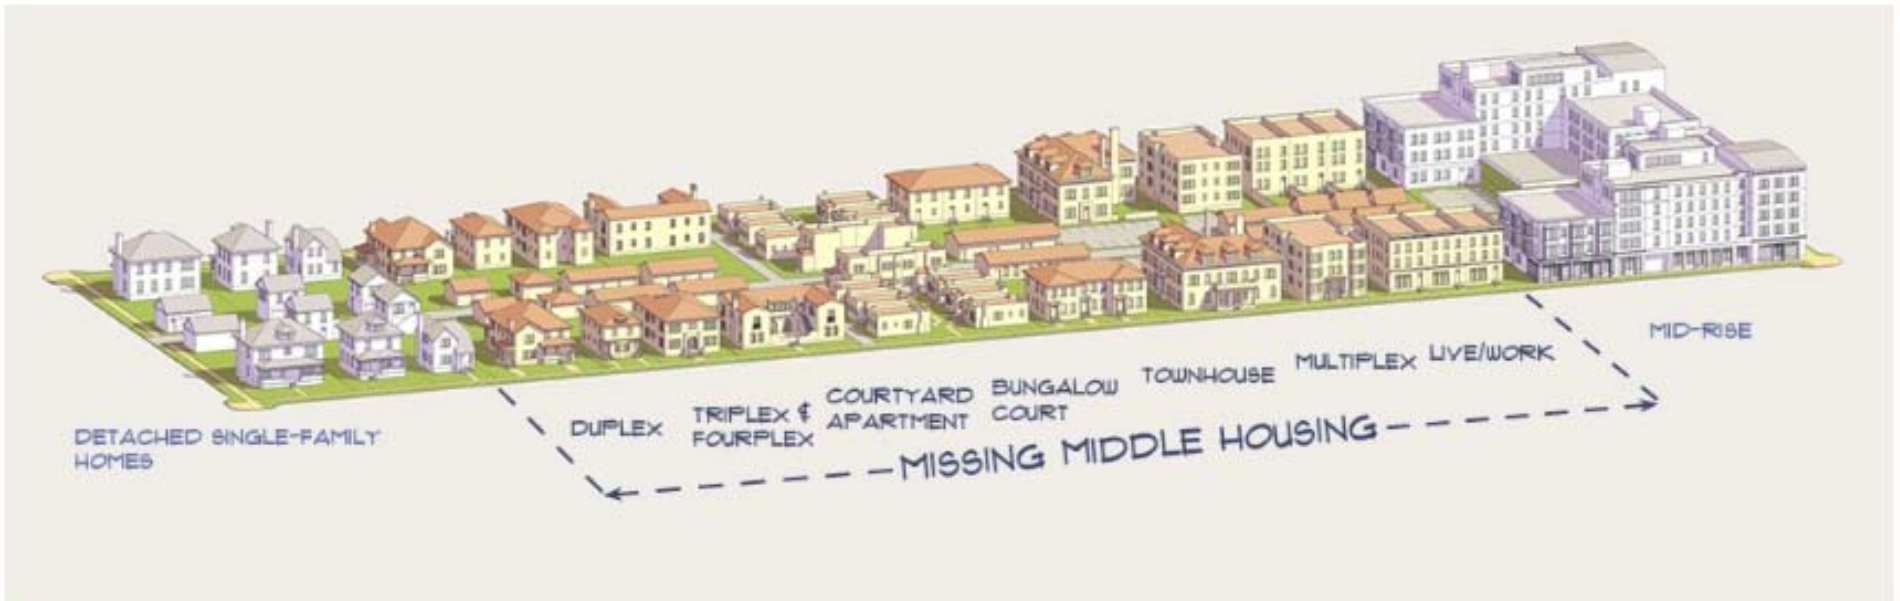 DETACHED SINGLE-FAMILY
HOMES
DUPLEX
TRIPLEX &
FOURPLEX
COURTYARD
APARTMENT
BUNGALOW
COURT
TOWNHOUSE
MULTIPLEX
LIVE/WORK
MID-RISE
MISSING MIDDLE HOUSING